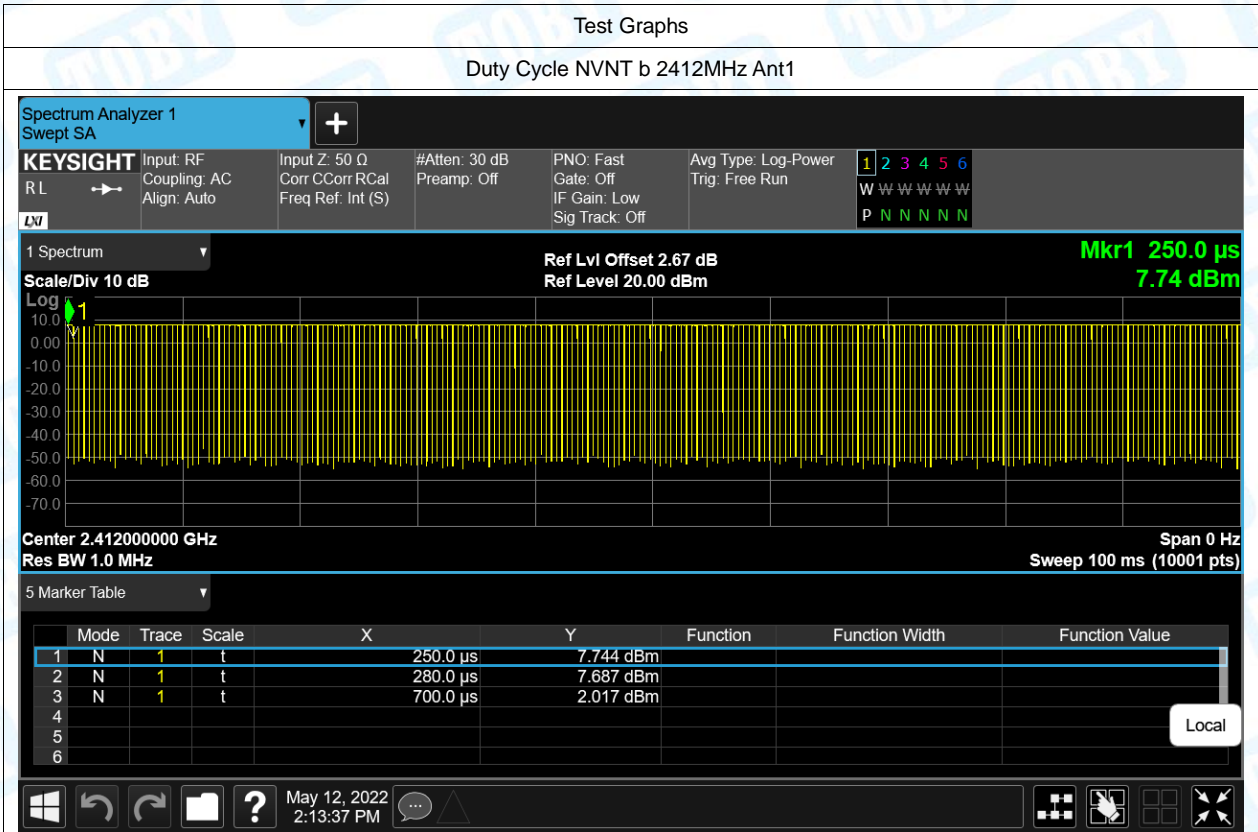 Test Graphs
Duty Cycle NVNT b 2412MHz Ant1
Spectrum Analyzer 1
Swept SA
KEYSIGHT Input: RF Input Z: 50 Ω #Atten: 30 dB PNO: Fast Avg Type: Log-Power 1 2 3 4 5 6
RL Coupling: AC Corr CCorr RCal Preamp: Off Gate: Off Trig: Free Run W W W W W W
Align: Auto Freq Ref: Int (S) IF Gain: Low
LXI Sig Track: Off P N N N N N
1 Spectrum
Ref Lvl Offset 2.67 dB
Mkr1 250.0 µs
Scale/Div 10 dB Ref Level 20.00 dBm 7.74 dBm
Log 1
10.0
0.00
-10.0
-20.0
-30.0
-40.0
-50.0
-60.0
-70.0
Center 2.412000000 GHz Span 0 Hz
Res BW 1.0 MHz Sweep 100 ms (10001 pts)
5 Marker Table
Mode Trace Scale X Y Function Function Width Function Value
1 N 1 t 250.0 µs 7.744 dBm
2 N 1 t 280.0 µs 7.687 dBm
3 N 1 t 700.0 µs 2.017 dBm
4
5
6
Local
? May 12, 2022
2:13:37 PM
TOBY